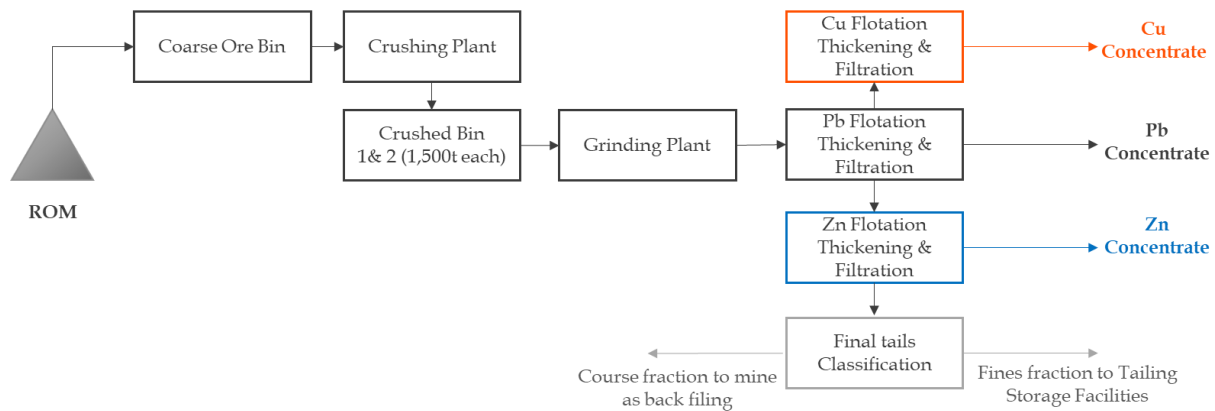 Coarse Ore Bin
Crushing Plant
Cu Flotation
Thickening &
Filtration
Cu
Concentrate
ROM
Crushed Bin
1& 2 (1,500t each)
Grinding Plant
Pb Flotation
Thickening &
Filtration
Pb
Concentrate
Zn Flotation
Thickening &
Filtration
Zn
Concentrate
Final tails
Classification
Course fraction to mine
as back filing
Fines fraction to Tailing
Storage Facilities